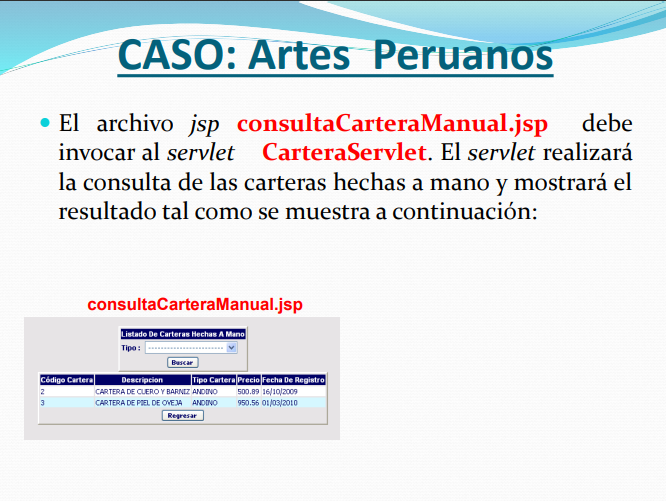 CASO: Artes Peruanos
El archivo jsp consultaCarteraManual.jsp debe
invocar al servlet CarteraServlet. El servlet realizará
la consulta de las carteras hechas a mano y mostrará el
resultado tal como se muestra a continuación:
consultaCarteraManual.jsp
Listado De Carteras Hechas A Mano
Tipo : -------------------------
Buscar
Código Cartera Descripcion Tipo Cartera Precio Fecha De Registro
2 CARTERA DE CUERO Y BARNIZ ANDINO 500.89 16/10/2009
3 CARTERA DE PIEL DE OVEJA ANDINO 950.56 01/03/2010
Regresar